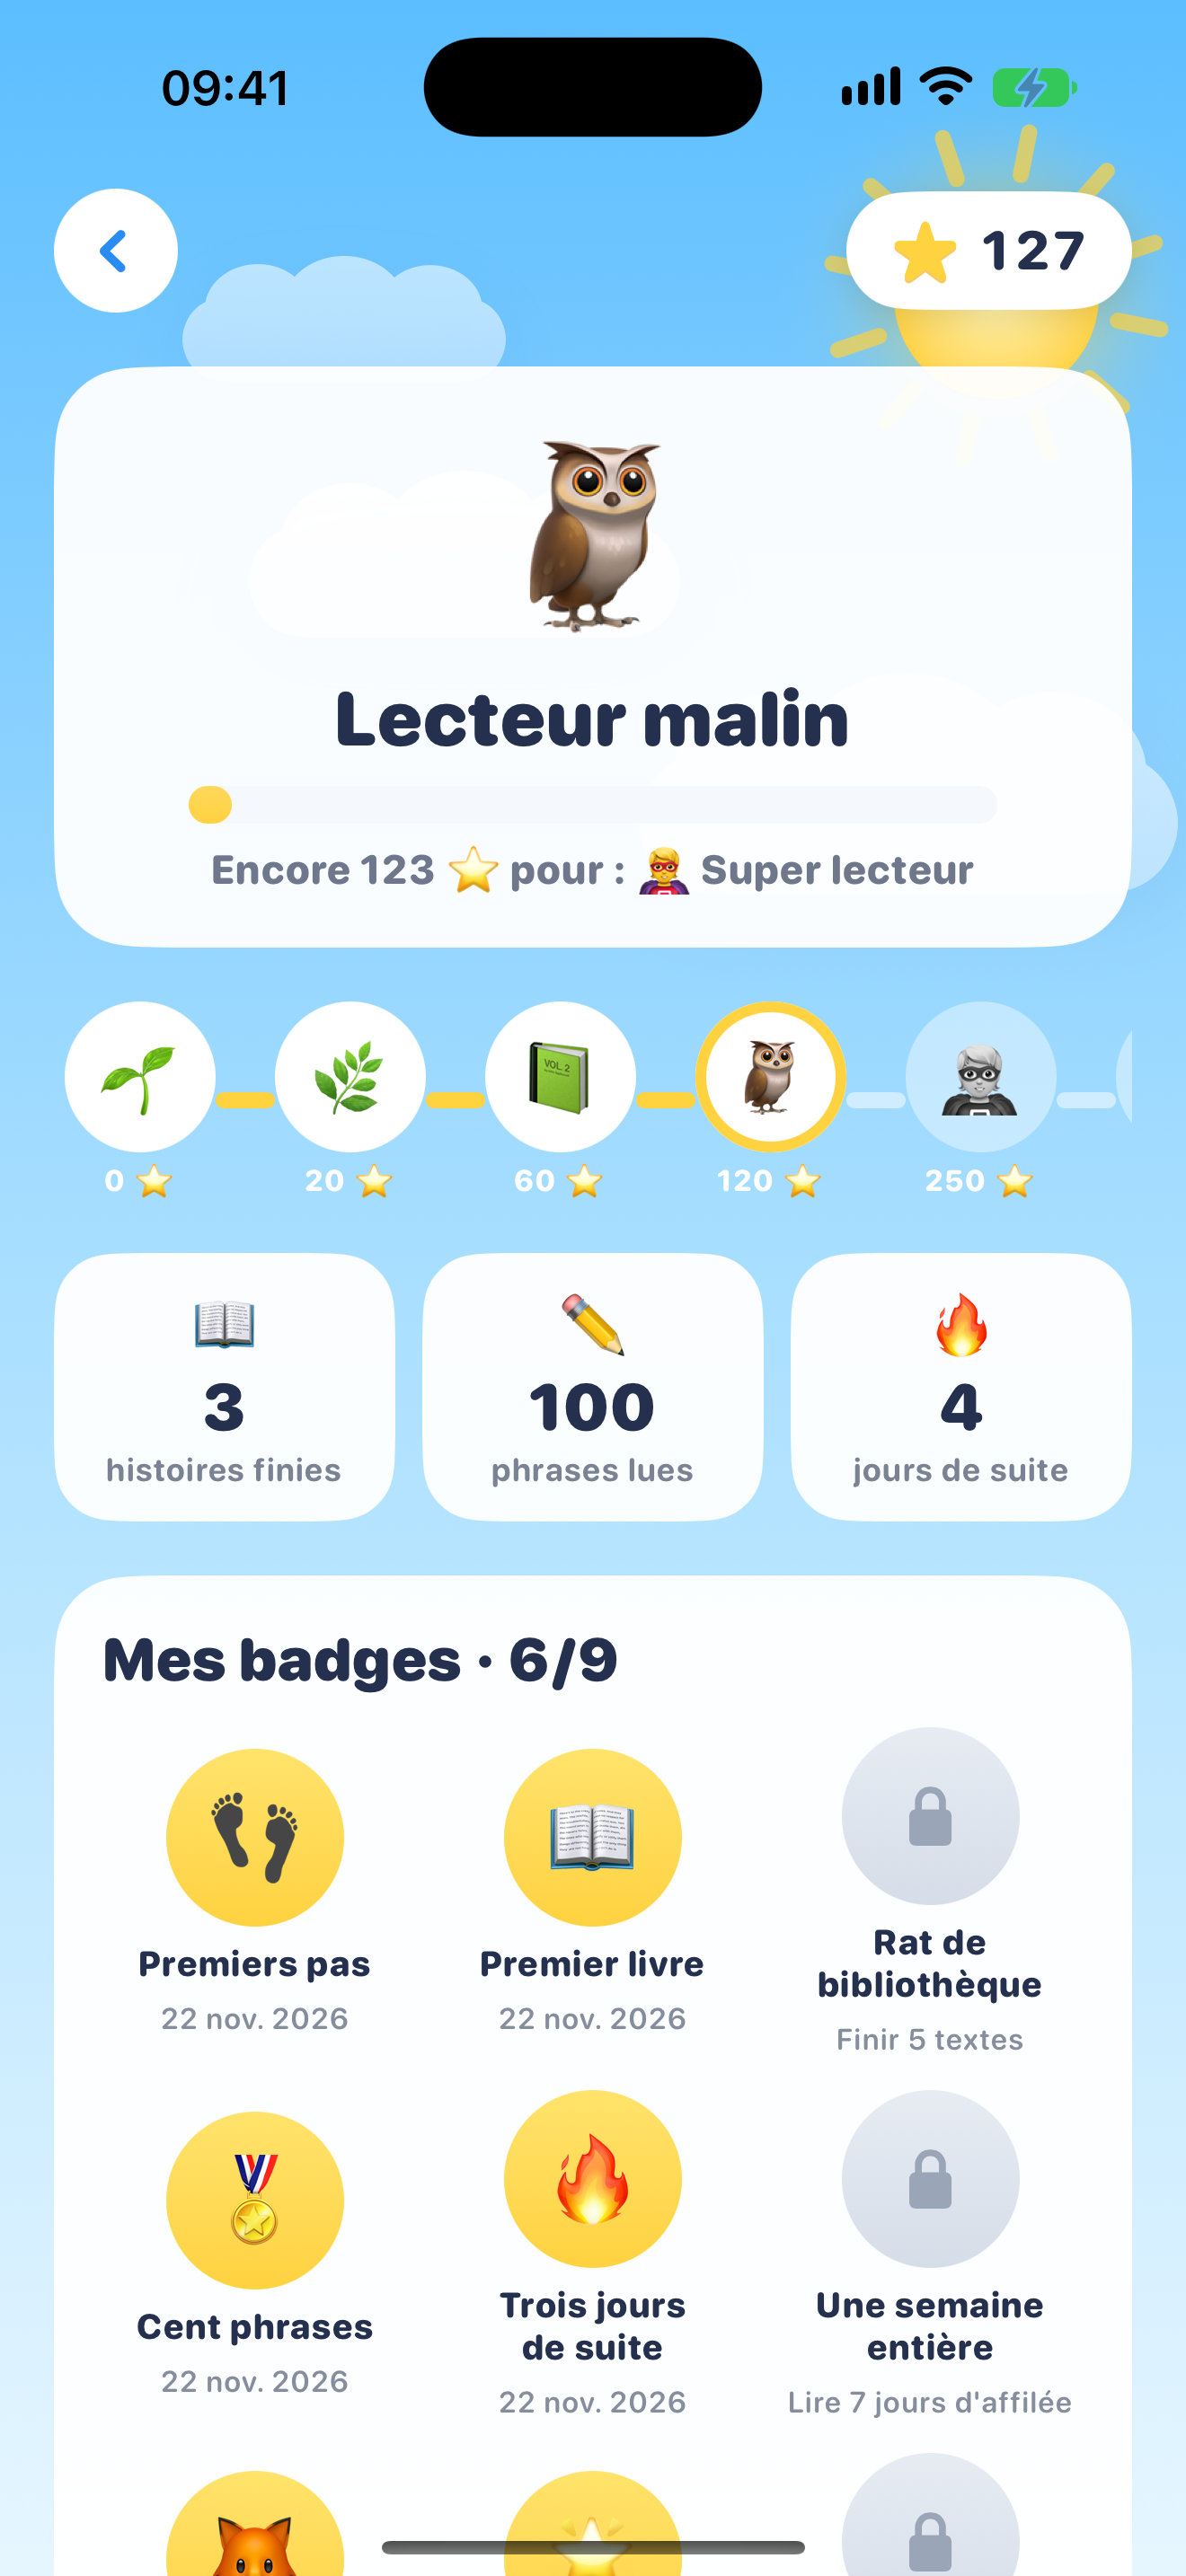 09:41
127
Lecteur malin
Encore 123 ⭐ pour : 🦸 Super lecteur
VOL. 2
0 ⭐
20 ⭐
60 ⭐
120 ⭐
250 ⭐
3
histoires finies
100
phrases lues
4
jours de suite
Mes badges · 6/9
Premiers pas
22 nov. 2026
Premier livre
22 nov. 2026
Rat de
bibliothèque
Finir 5 textes
Cent phrases
22 nov. 2026
Trois jours
de suite
22 nov. 2026
Une semaine
entière
Lire 7 jours d'affilée